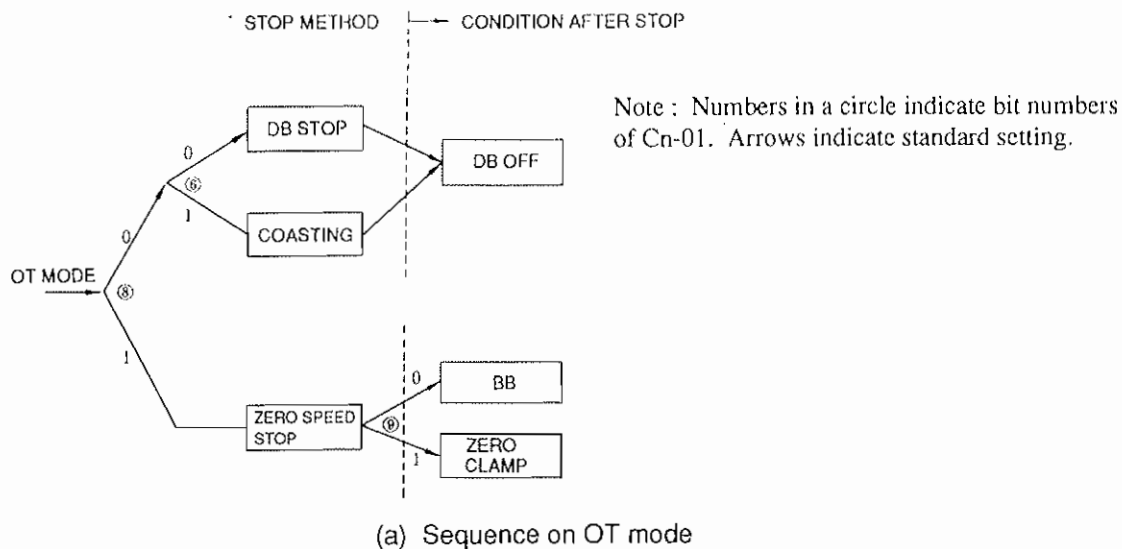 STOP METHOD
CONDITION AFTER STOP
Note : Numbers in a circle indicate bit numbers
of Cn-01. Arrows indicate standard setting.
DB STOP
0
⑥
1
COASTING
DB OFF
0
OT MODE
⑧
1
ZERO SPEED
STOP
0
⑨
1
BB
ZERO
CLAMP
(a) Sequence on OT mode